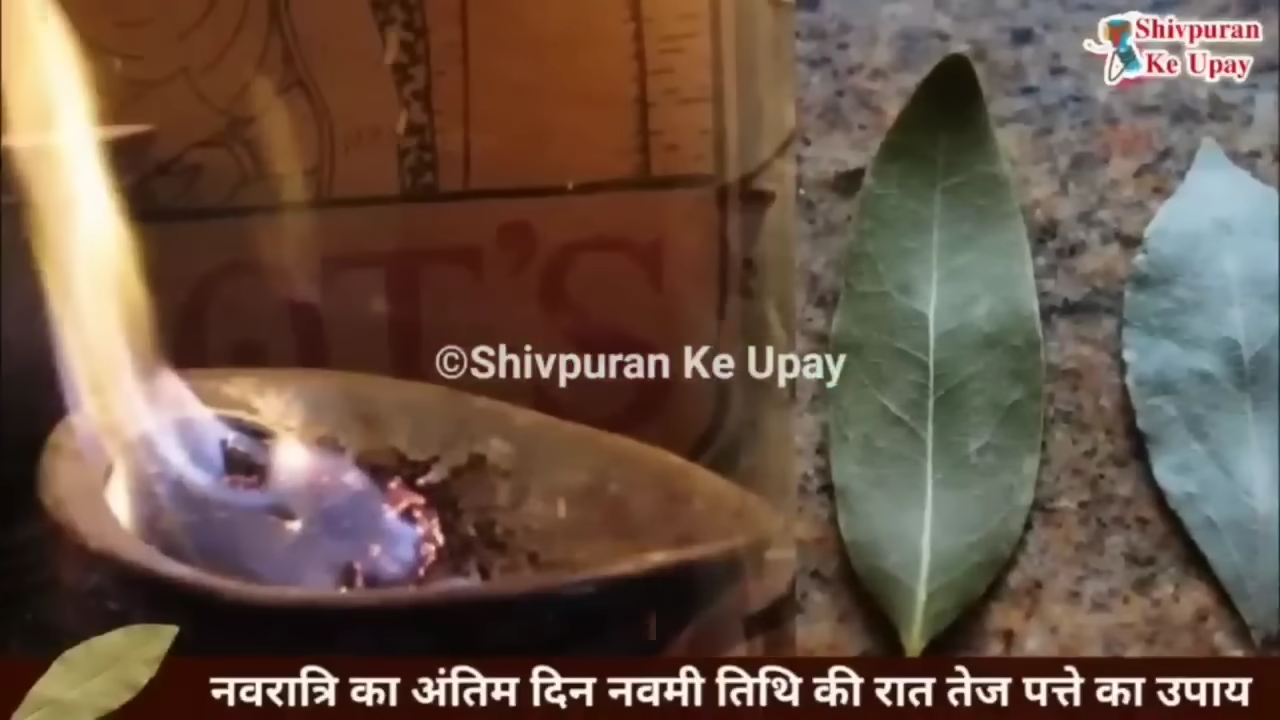 Shivpuran
Ke Upay
T'S
©Shivpuran Ke Upay
नवरात्रि का अंतिम दिन नवमी तिथि की रात तेज पत्ते का उपाय